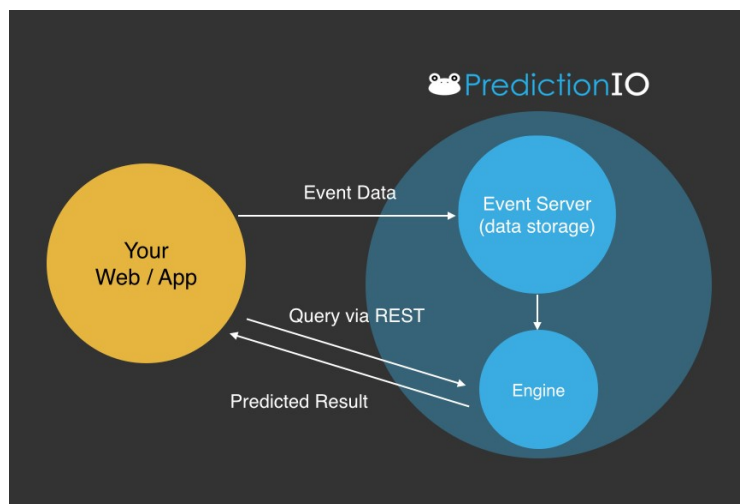 PredictionIO
Event Data
Event Server
(data storage)
Your
Web / App
Query via REST
Predicted Result
Engine